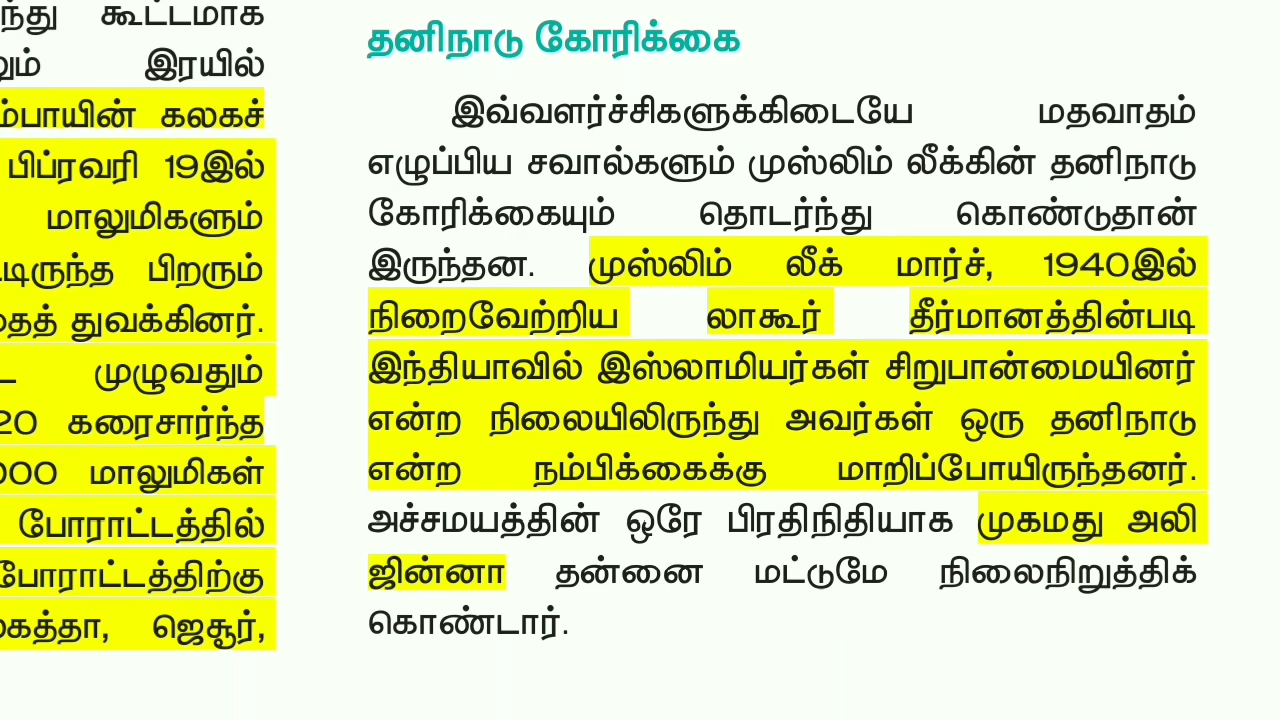 கூட்டமாக
இரயில்
கலகச்
பிப்ரவரி 19இல்
மாலுமிகளும்
பிறரும்
துவக்கினர்.
முழுவதும்
கரைசார்ந்த
மாலுமிகள்
போராட்டத்தில்
போராட்டத்திற்கு
ஜெசூர்,
தனிநாடு கோரிக்கை
இவ்வளர்ச்சிகளுக்கிடையே மதவாதம்
எழுப்பிய சவால்களும் முஸ்லிம் லீக்கின் தனிநாடு
கோரிக்கையும் தொடர்ந்து கொண்டுதான்
இருந்தன. முஸ்லிம் லீக் மார்ச், 1940இல்
நிறைவேற்றிய லாகூர் தீர்மானத்தின்படி
இந்தியாவில் இஸ்லாமியர்கள் சிறுபான்மையினர்
என்ற நிலையிலிருந்து அவர்கள் ஒரு தனிநாடு
என்ற நம்பிக்கைக்கு மாறிப்போயிருந்தனர்.
அச்சமயத்தின் ஒரே பிரதிநிதியாக முகமது அலி
ஜின்னா தன்னை மட்டுமே நிலைநிறுத்திக்
கொண்டார்.